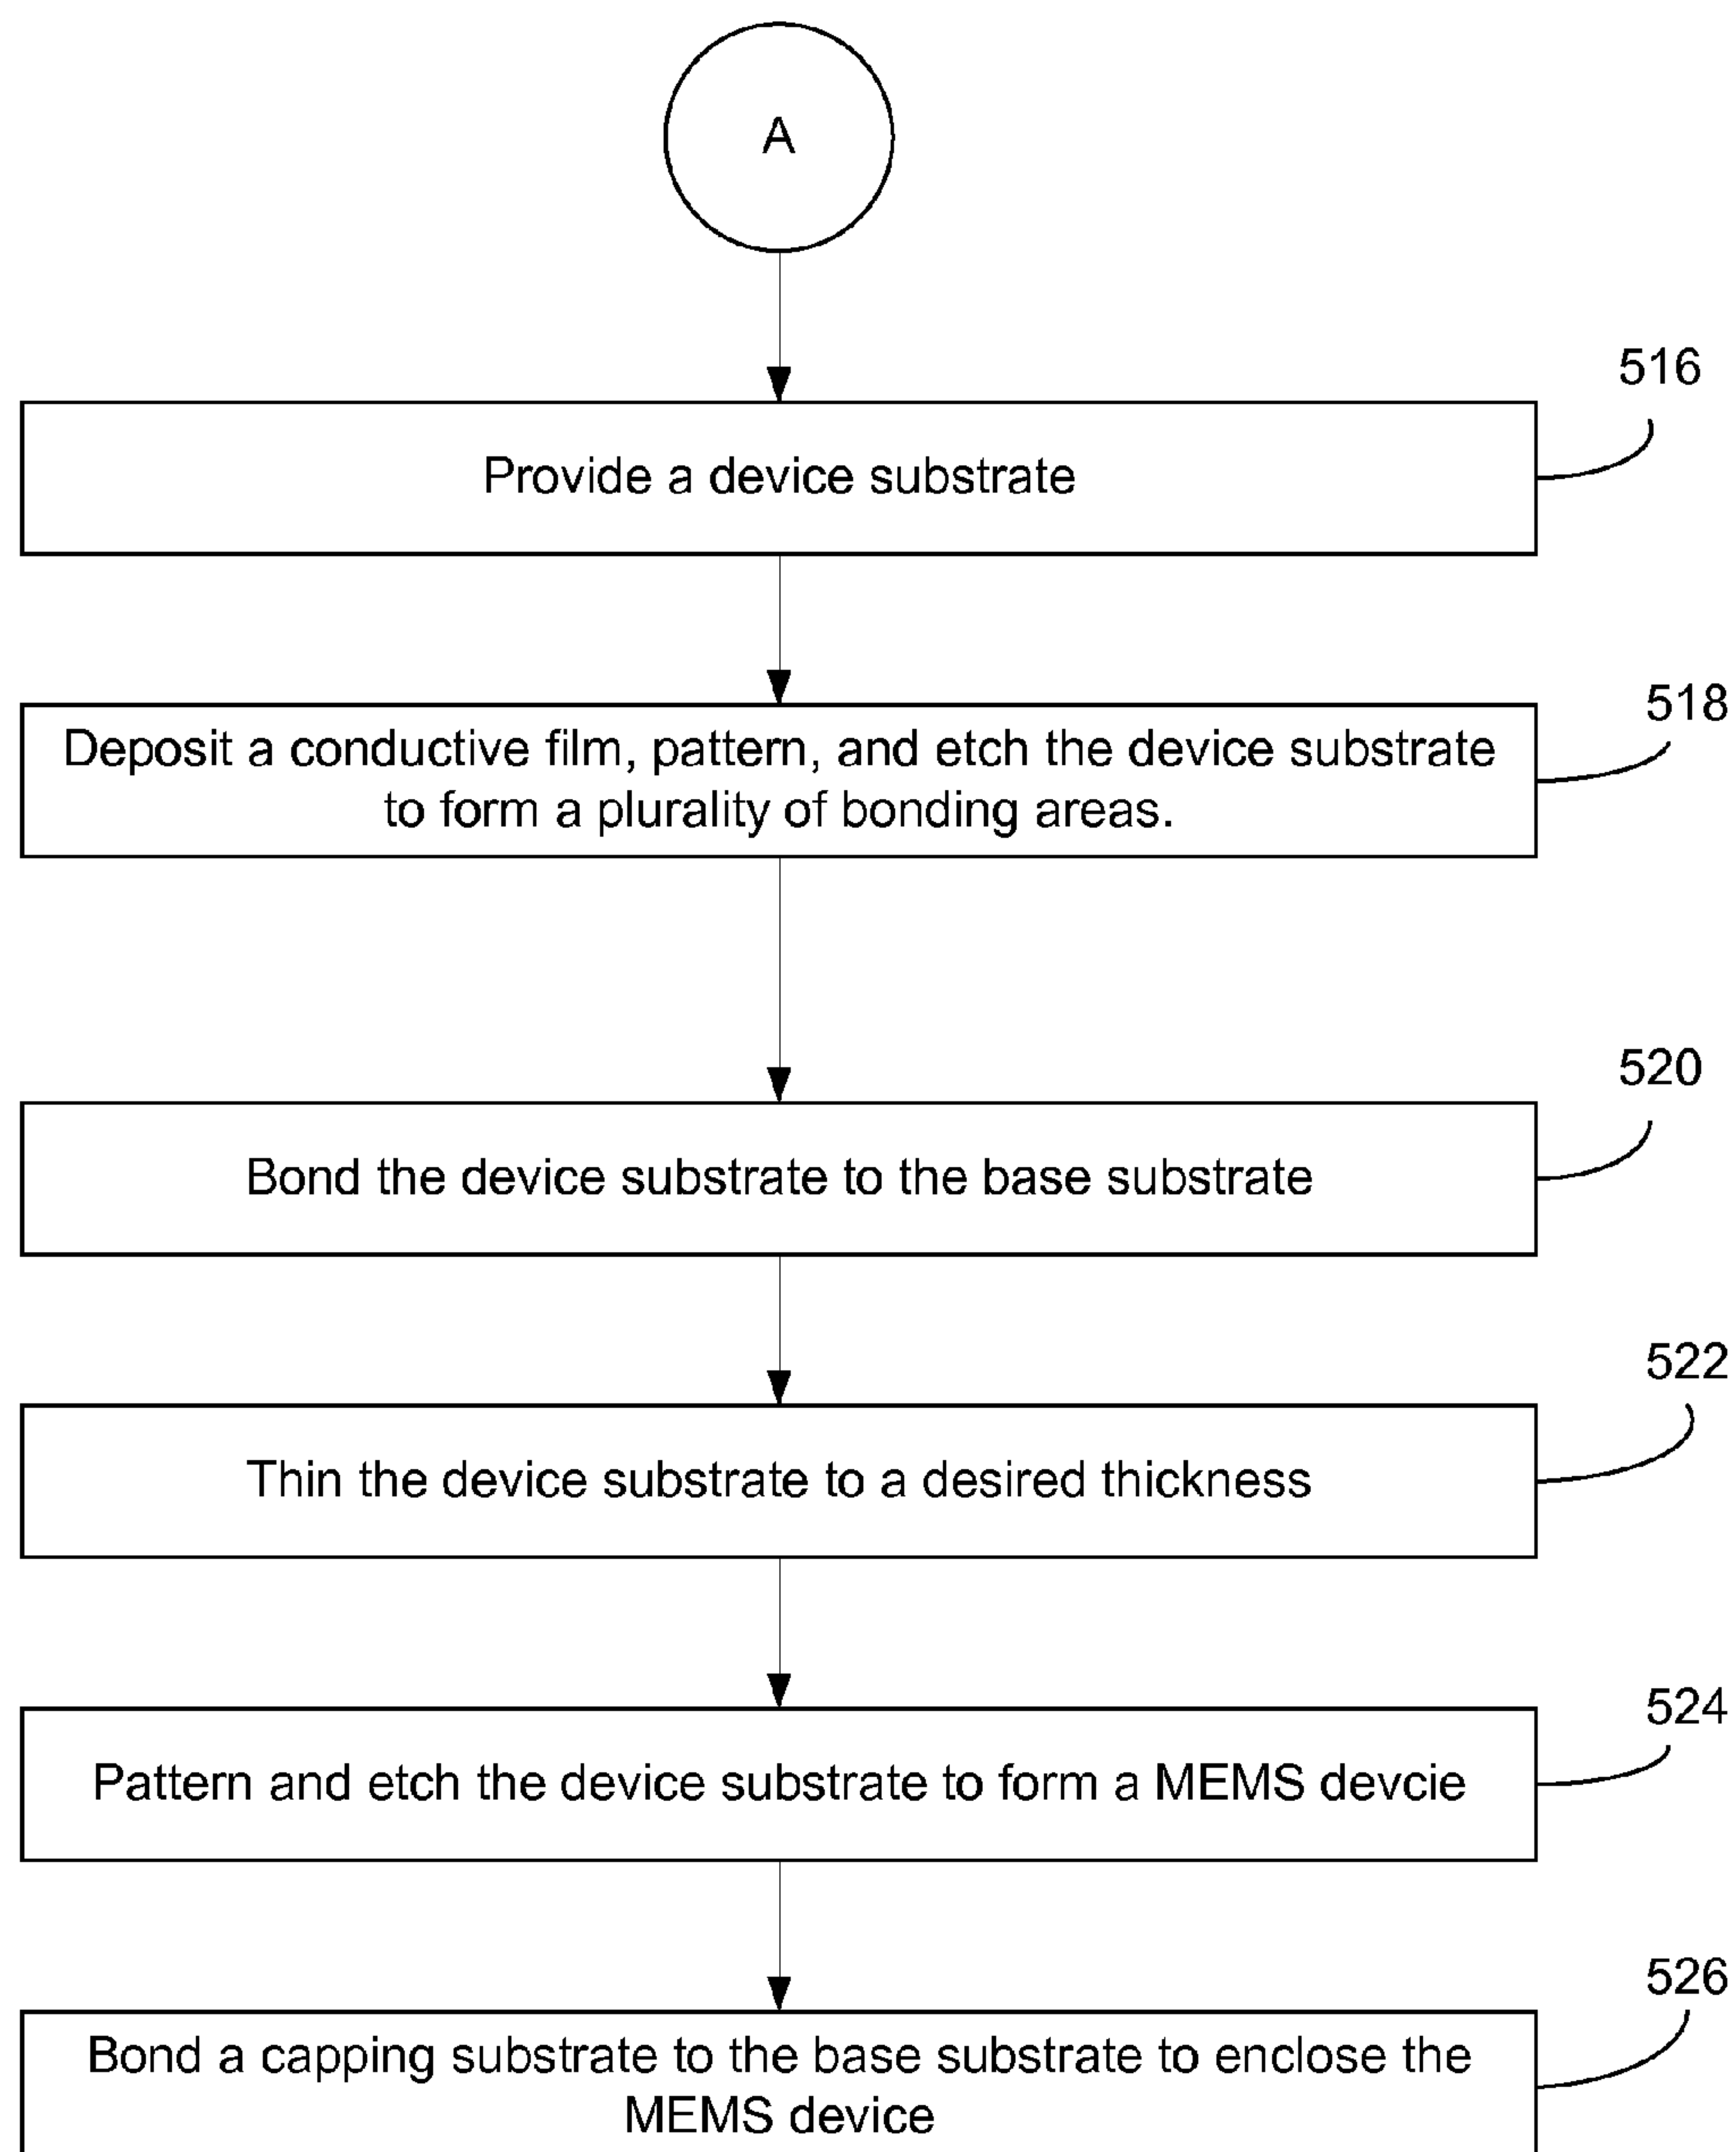 A
516
Provide a device substrate
518
Deposit a conductive film, pattern, and etch the device substrate
to form a plurality of bonding areas.
520
Bond the device substrate to the base substrate
522
Thin the device substrate to a desired thickness
524
Pattern and etch the device substrate to form a MEMS devcie
526
Bond a capping substrate to the base substrate to enclose the
MEMS device